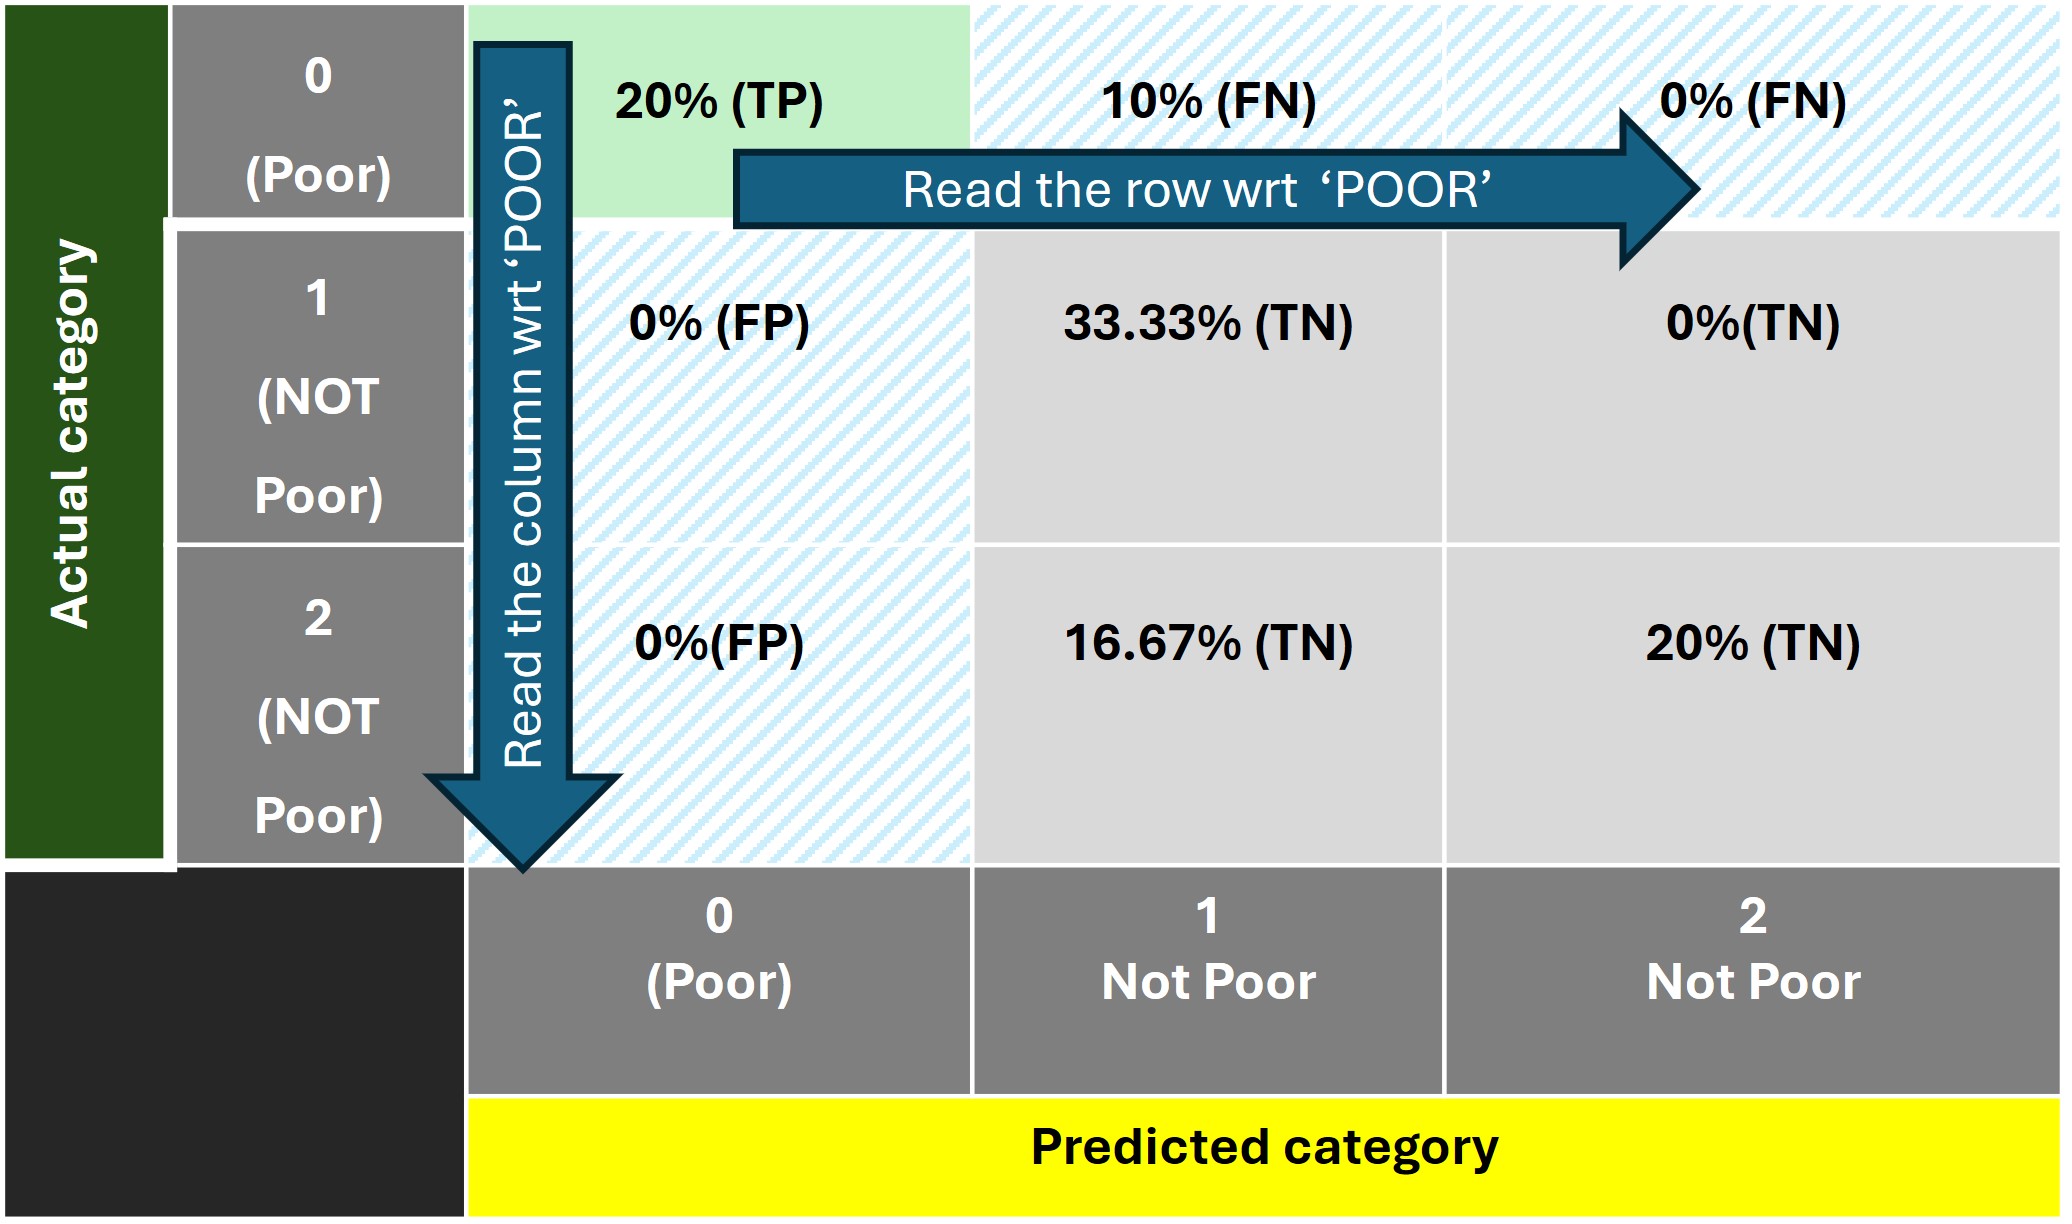 Actual category
0
(Poor)
20% (TP)
10% (FN)
0% (FN)
Read the column wrt ‘POOR’
Read the row wrt ‘POOR’
1
(NOT
Poor)
0% (FP)
33.33% (TN)
0%(TN)
2
(NOT
Poor)
0%(FP)
16.67% (TN)
20% (TN)
0
(Poor)
1
Not Poor
2
Not Poor
Predicted category